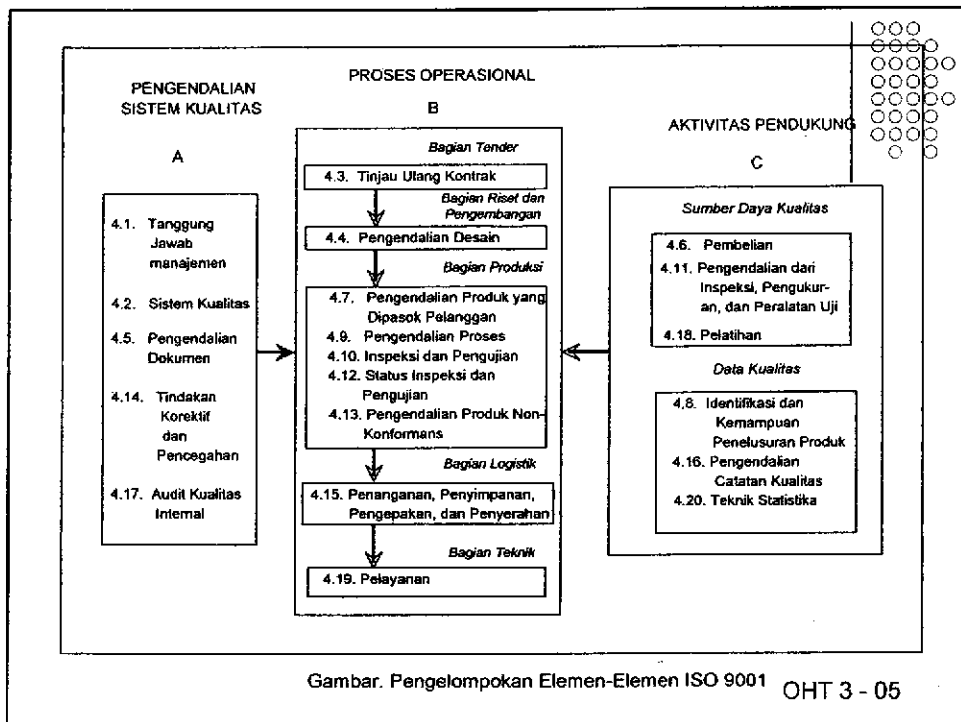 PENGENDALIAN
SISTEM KUALITAS
A
4.1. Tanggung
Jawab
manajemen
4.2. Sistem Kualitas
4.5. Pengendalian
Dokumen
4.14. Tindakan
Korektif
dan
Pencegahan
4.17. Audit Kualitas
Internal
PROSES OPERASIONAL
B
Bagian Tender
4.3. Tinjau Ulang Kontrak
Bagian Riset dan
Pengembangan
4.4. Pengendalian Desain
Bagian Produksi
4.7. Pengendalian Produk yang
Dipasok Pelanggan
4.9. Pengendalian Proses
4.10. Inspeksi dan Pengujian
4.12. Status Inspeksi dan
Pengujian
4.13. Pengendalian Produk Non-
Konformans
Bagian Logistik
4.15. Penanganan, Penyimpanan,
Pengepakan, dan Penyerahan
Bagian Teknik
4.19. Pelayanan
AKTIVITAS PENDUKUNG
C
Sumber Daya Kualitas
4.6. Pembelian
4.11. Pengendalian dari
Inspeksi, Pengukur-
an, dan Peralatan Uji
4.18. Pelatihan
Data Kualitas
4.8. Identifikasi dan
Kemampuan
Penelusuran Produk
4.16. Pengendalian
Catatan Kualitas
4.20. Teknik Statistika
Gambar. Pengelompokan Elemen-Elemen ISO 9001
OHT 3 - 05